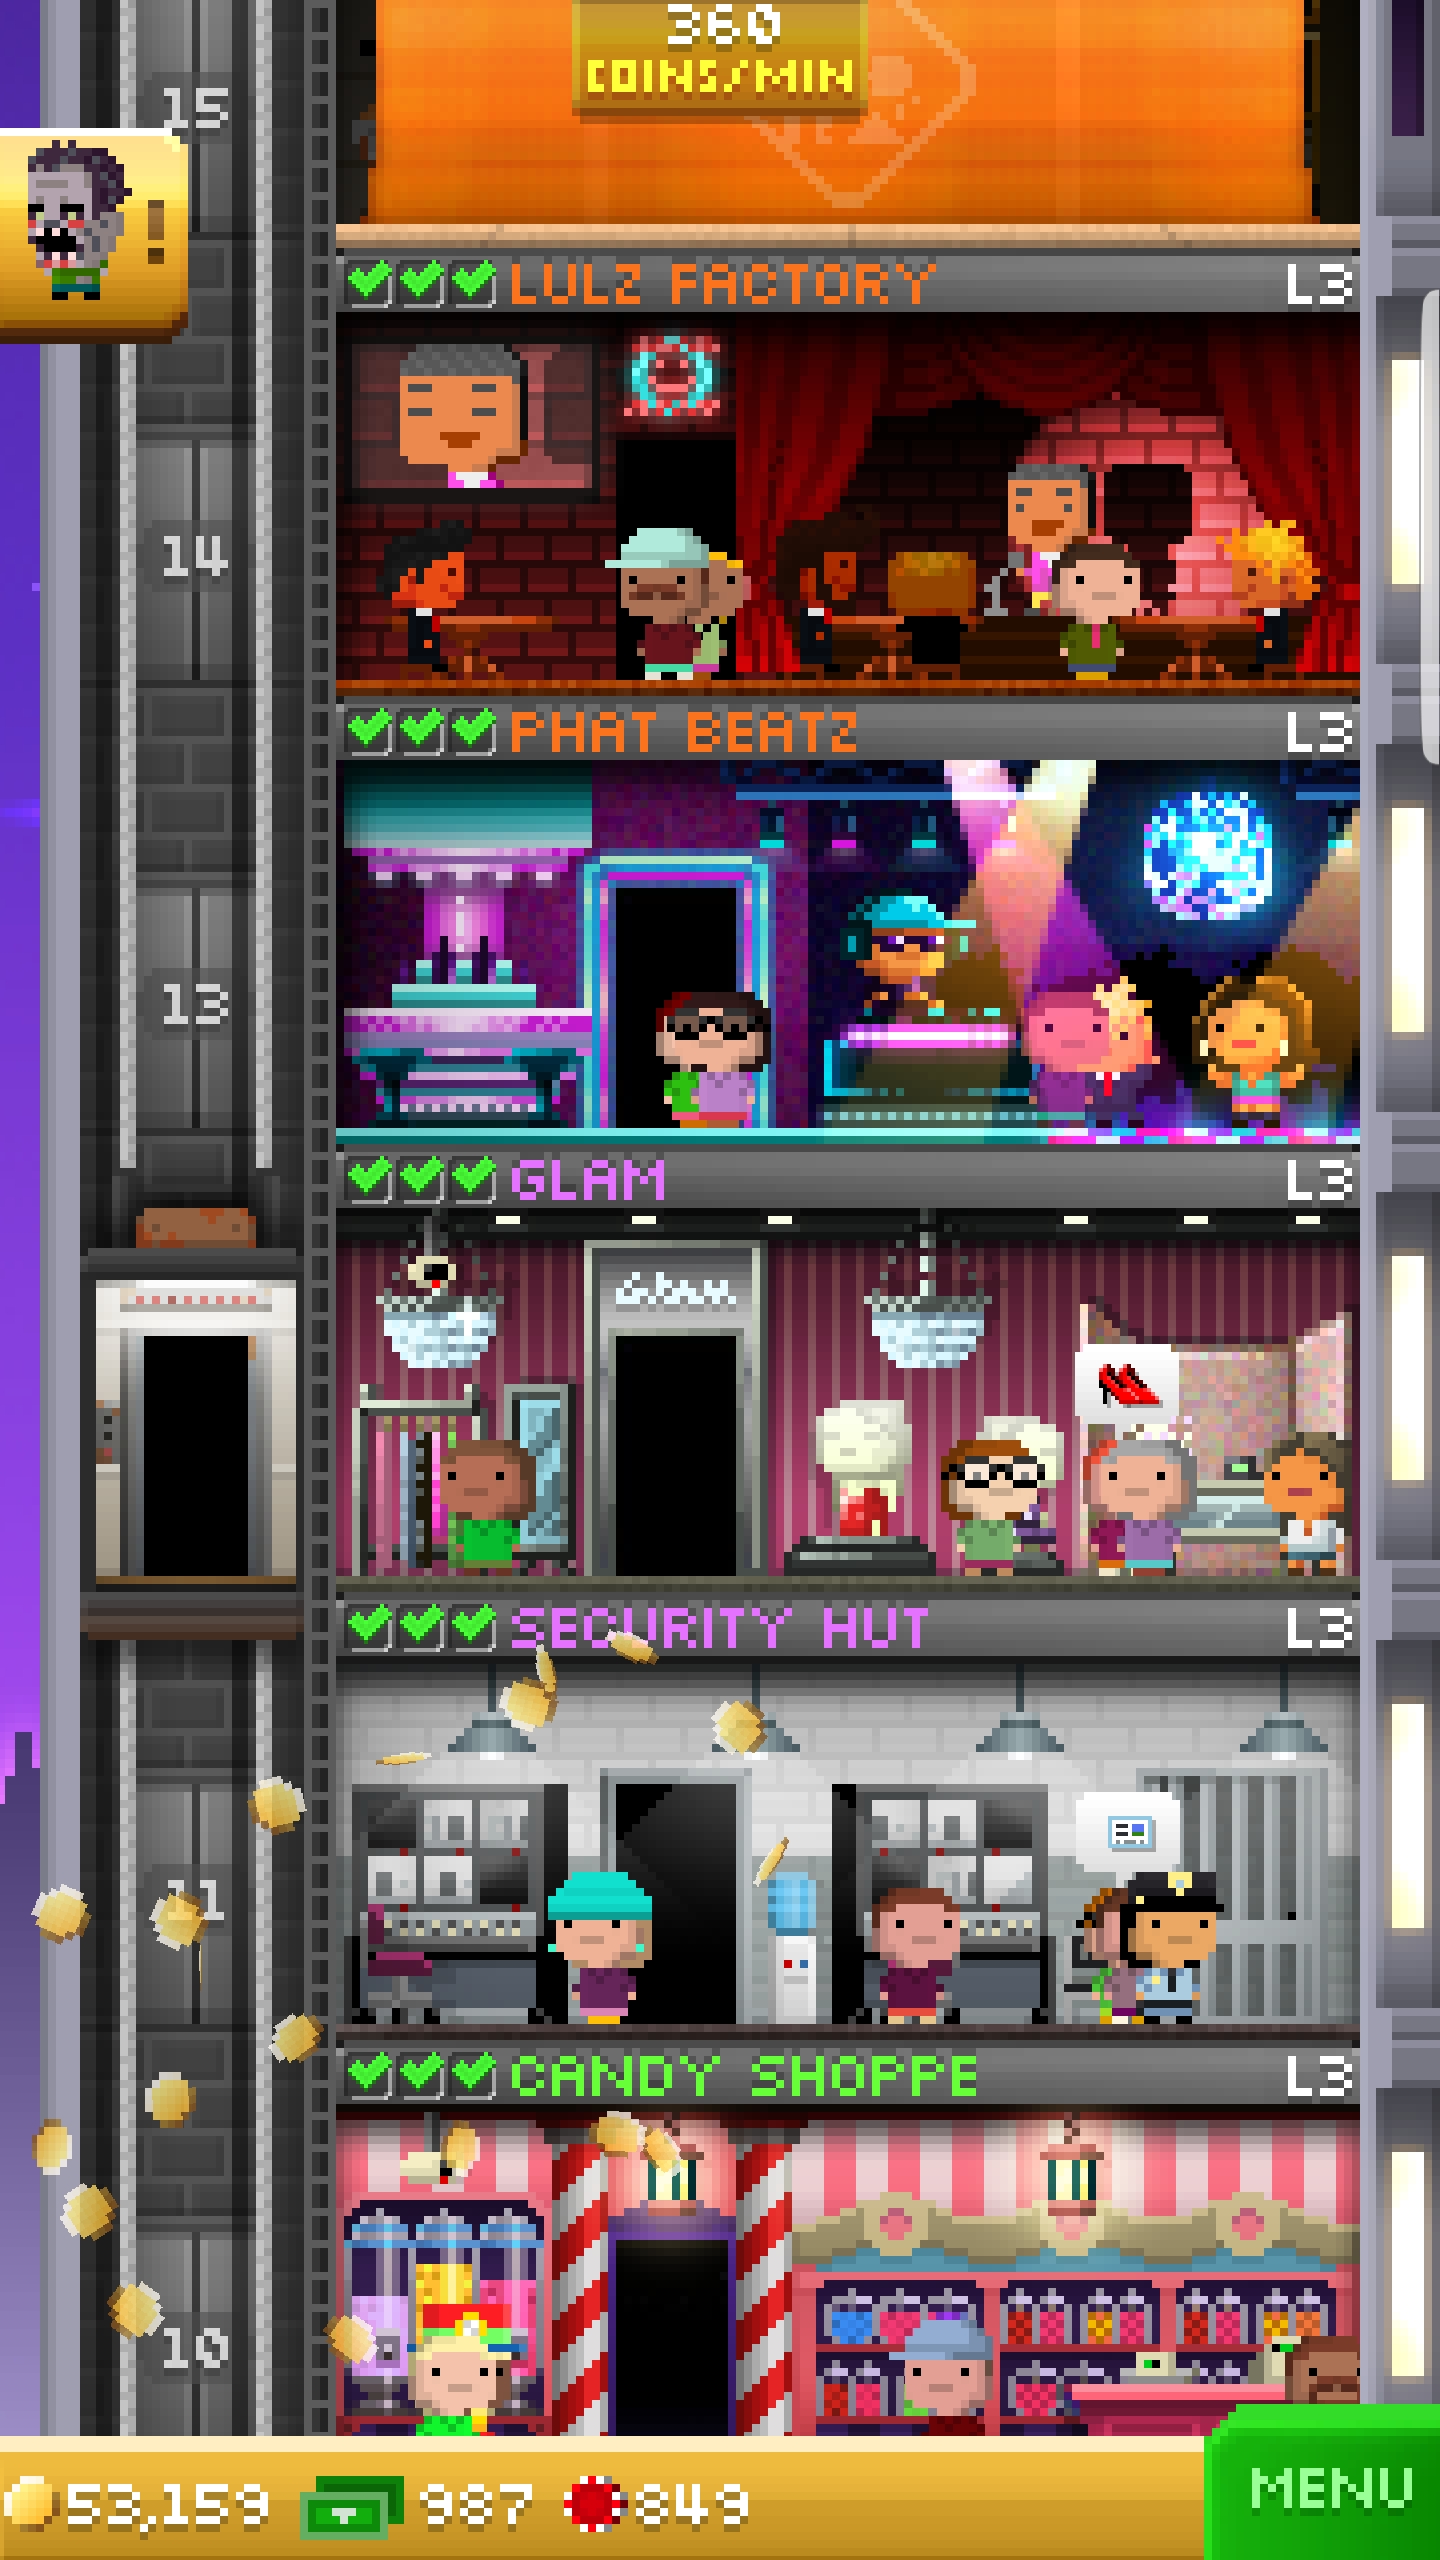 360
COINS/MIN
15
LULZ FACTORY L3
14
PHAT BEATZ L3
13
GLAM L3
Glam
SECURITY HUT L3
11
CANDY SHOPPE L3
10
53,159 987 849
MENU